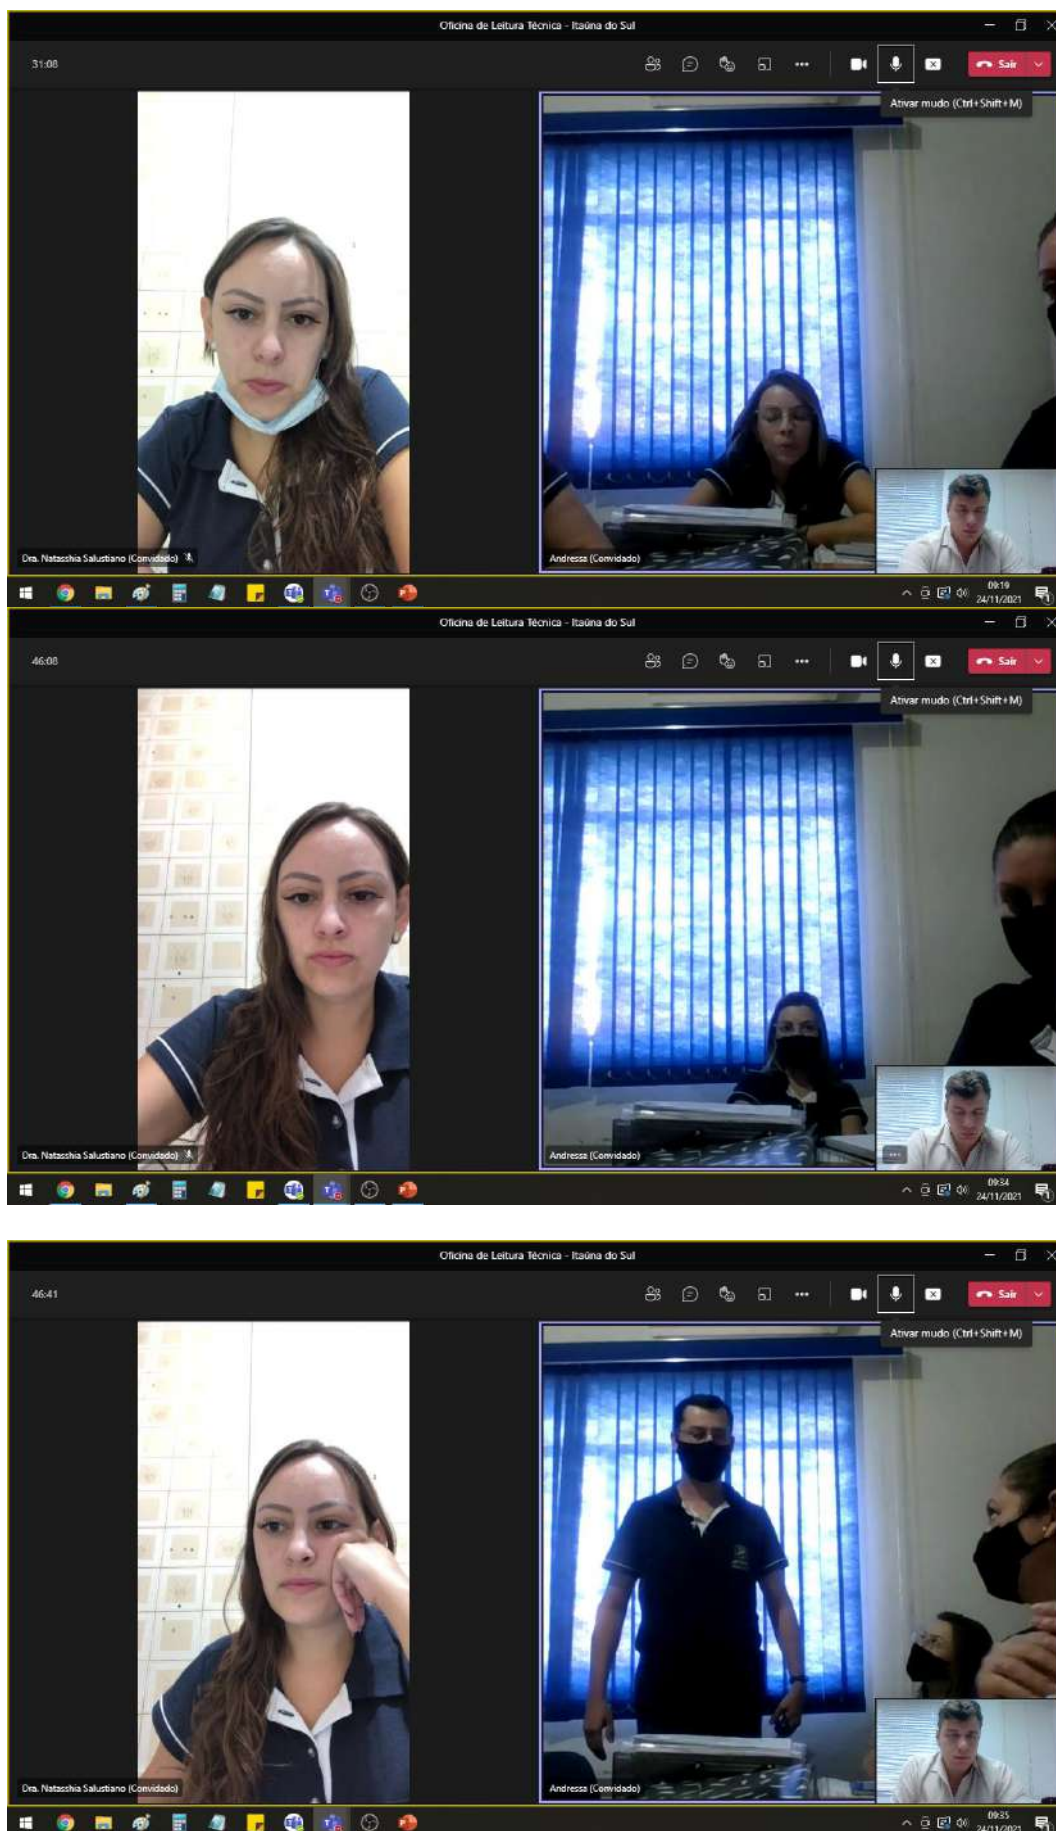 Oficina de Leitura Técnica - Itaúna do Sul
31:08
Sair
Ativar mudo (Ctrl+Shift+M)
Dra. Natasshia Salustiano (Convidado)
Andressa (Convidado)
09:19
24/11/2021
Oficina de Leitura Técnica - Itaúna do Sul
46:08
Sair
Ativar mudo (Ctrl+Shift+M)
Dra. Natasshia Salustiano (Convidado)
Andressa (Convidado)
09:34
24/11/2021
Oficina de Leitura Técnica - Itaúna do Sul
46:41
Sair
Ativar mudo (Ctrl+Shift+M)
Dra. Natasshia Salustiano (Convidado)
Andressa (Convidado)
09:35
24/11/2021